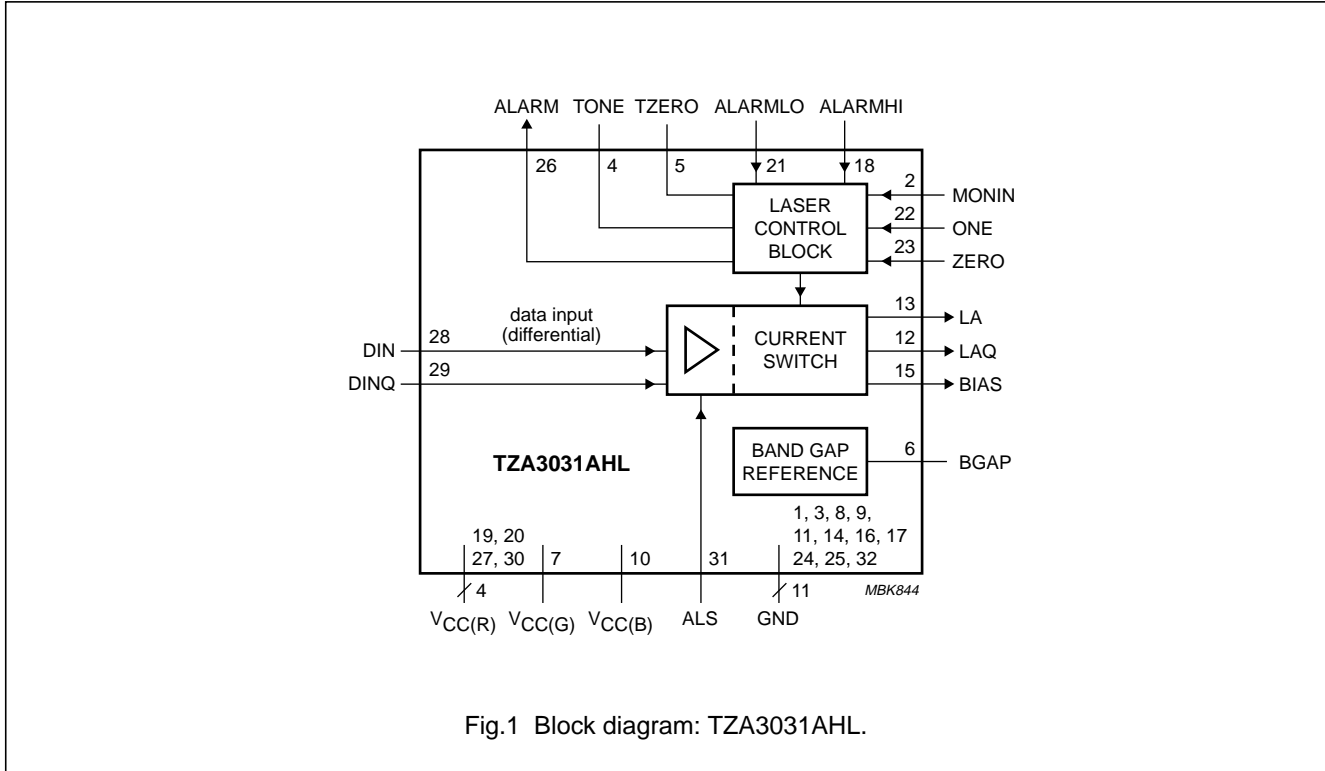 ALARM TONE TZERO ALARMLO ALARMHI
26 4 5 21 18
LASER
CONTROL
BLOCK
2 MONIN
22 ONE
23 ZERO
data input
(differential)
DIN 28
DINQ 29
CURRENT
SWITCH
13 LA
12 LAQ
15 BIAS
TZA3031AHL
BAND GAP
REFERENCE
6 BGAP
19, 20
27, 30
7 10 31
1, 3, 8, 9,
11, 14, 16, 17
24, 25, 32
4 11
MBK844
VCC(R) VCC(G) VCC(B) ALS GND
Fig.1 Block diagram: TZA3031AHL.